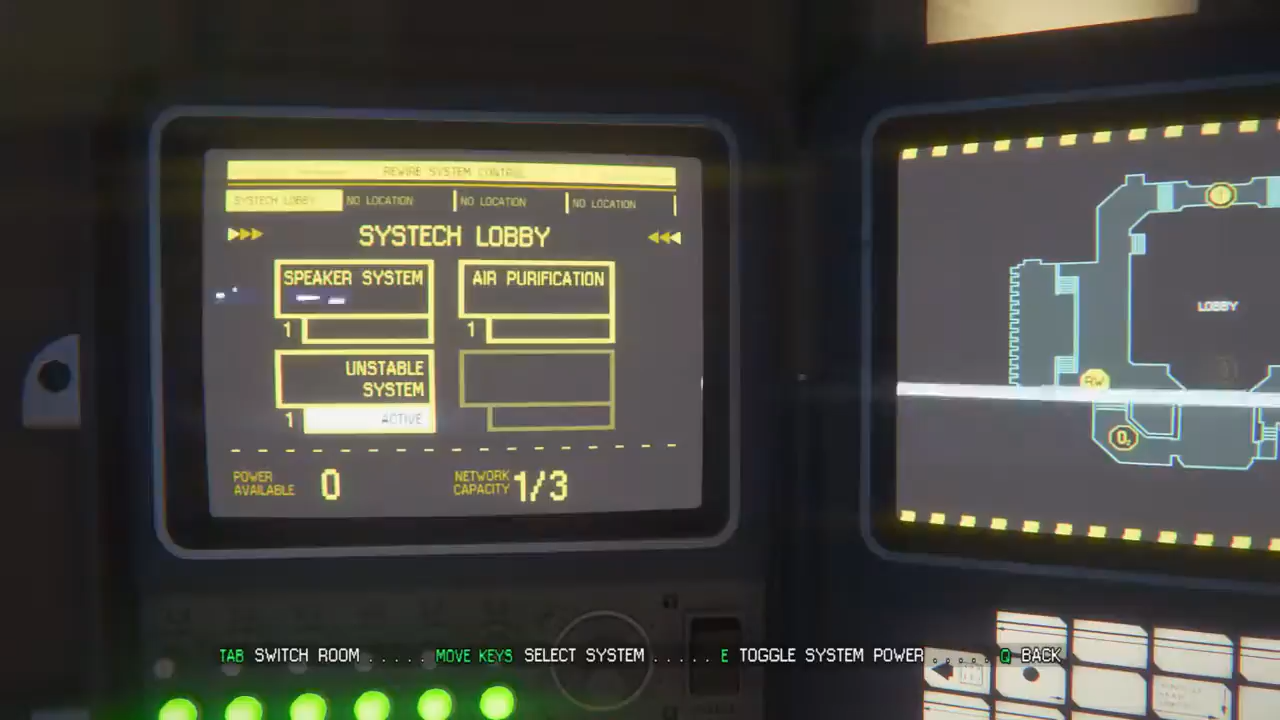 REWIRE SYSTEM CONTROL
SYSTECH LOBBY NO LOCATION NO LOCATION NO LOCATION
SYSTECH LOBBY
SPEAKER SYSTEM AIR PURIFICATION
1 1
UNSTABLE
SYSTEM
1 ACTIVE
POWER
AVAILABLE 0
NETWORK
CAPACITY 1/3
LOBBY
RW
O₂
TAB SWITCH ROOM ..... MOVE KEYS SELECT SYSTEM ..... E TOGGLE SYSTEM POWER ..... Q BACK